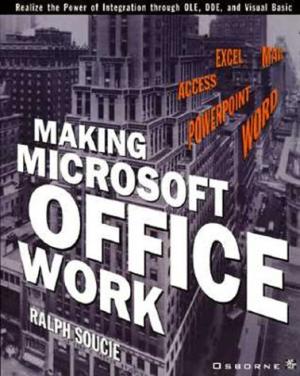 Realize the Power of Integration through OLE, DDE, and Visual Basic
EXCEL MAIL
ACCESS
POWERPOINT
WORD
MAKING
MICROSOFT
OFFICE
WORK
RALPH SOUCIE
OSBORNE